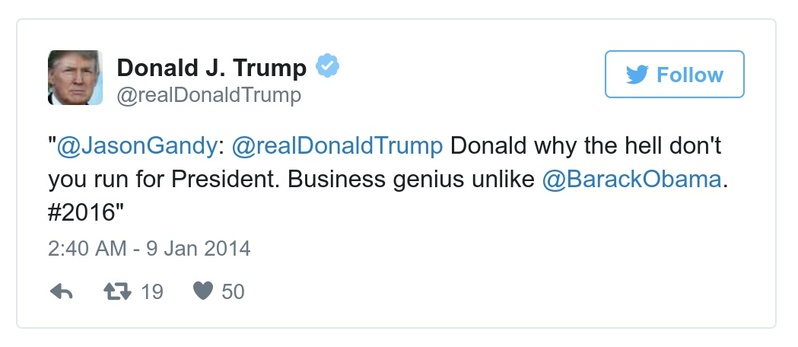 Donald J. Trump
@realDonaldTrump
Follow
"@JasonGandy: @realDonaldTrump Donald why the hell don't
you run for President. Business genius unlike @BarackObama.
#2016"
2:40 AM - 9 Jan 2014
19 50